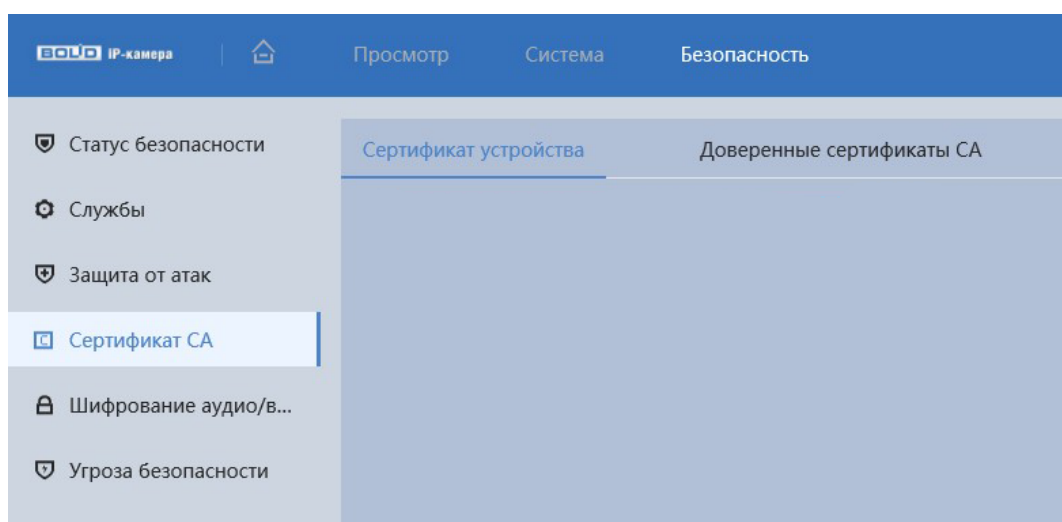 BOLID IP-камера Просмотр Система Безопасность
Статус безопасности
Сертификат устройства Доверенные сертификаты CA
Службы
Защита от атак
Сертификат CA
Шифрование аудио/в...
Угроза безопасности